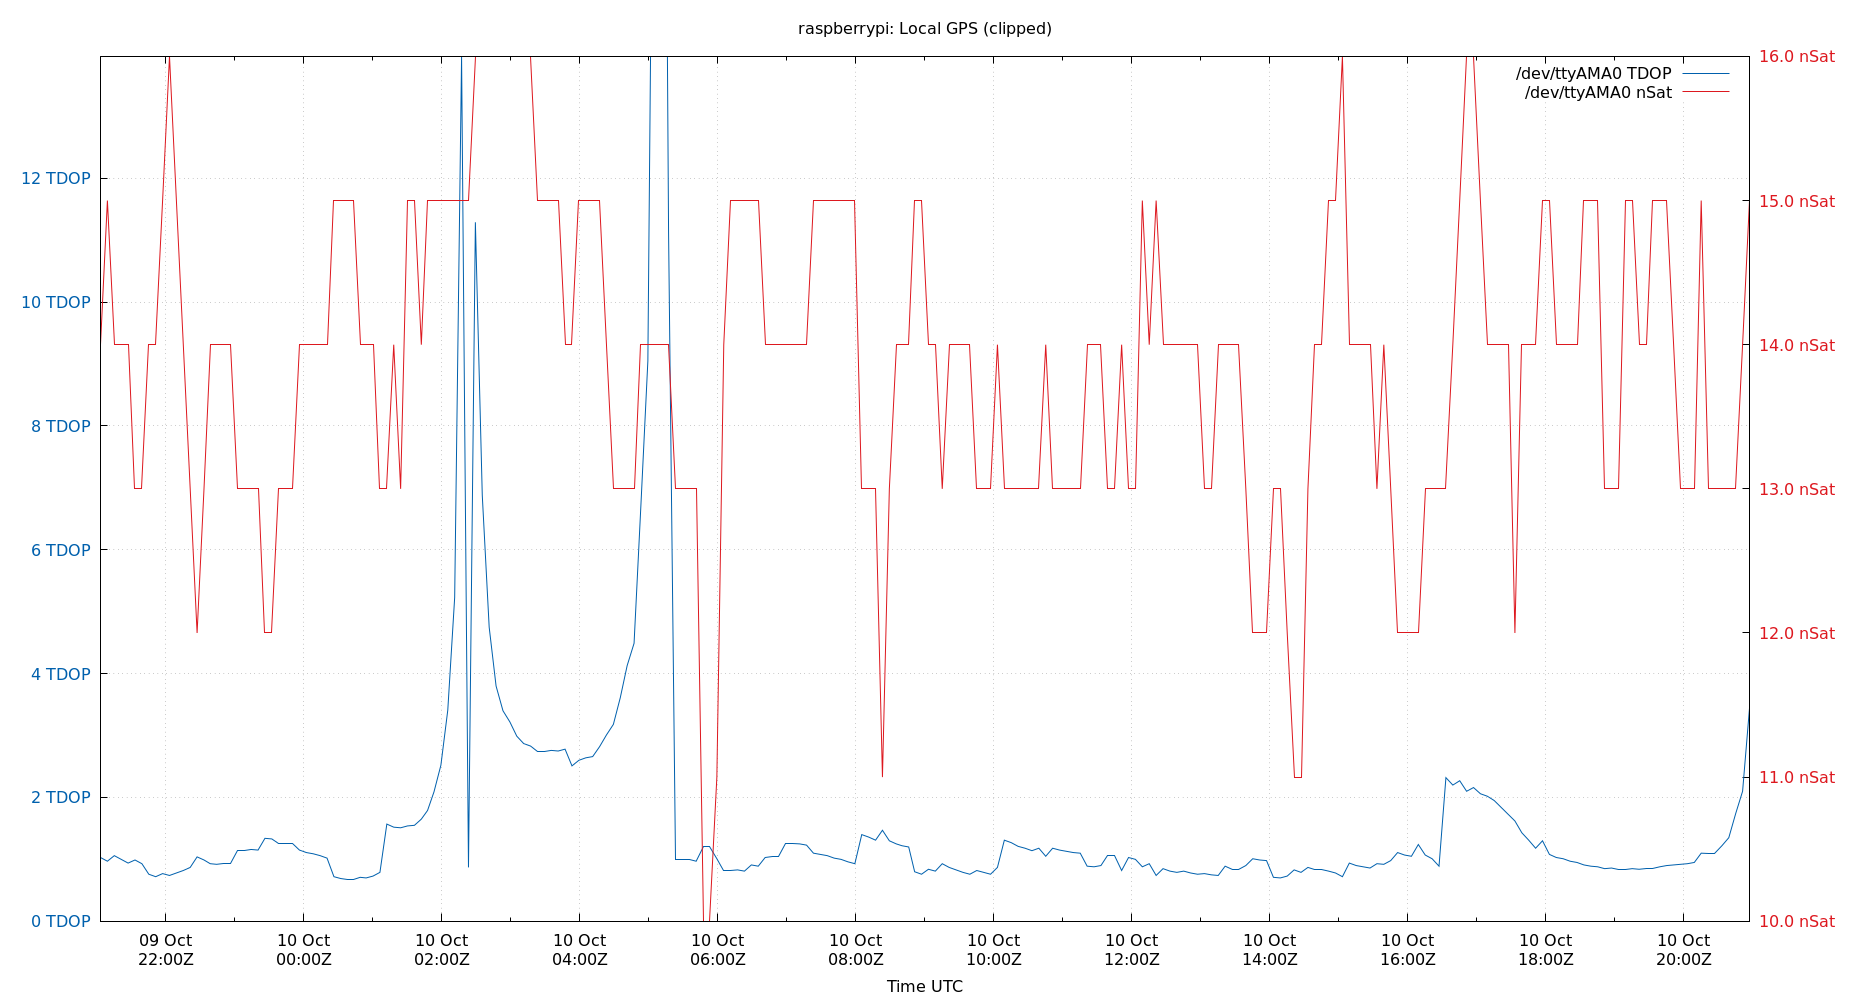 raspberrypi: Local GPS (clipped)
16.0 nSat
/dev/ttyAMA0 TDOP
/dev/ttyAMA0 nSat
12 TDOP
15.0 nSat
10 TDOP
14.0 nSat
8 TDOP
13.0 nSat
6 TDOP
12.0 nSat
4 TDOP
11.0 nSat
2 TDOP
0 TDOP
10.0 nSat
09 Oct
22:00Z
10 Oct
00:00Z
10 Oct
02:00Z
10 Oct
04:00Z
10 Oct
06:00Z
10 Oct
08:00Z
10 Oct
10:00Z
10 Oct
12:00Z
10 Oct
14:00Z
10 Oct
16:00Z
10 Oct
18:00Z
10 Oct
20:00Z
Time UTC